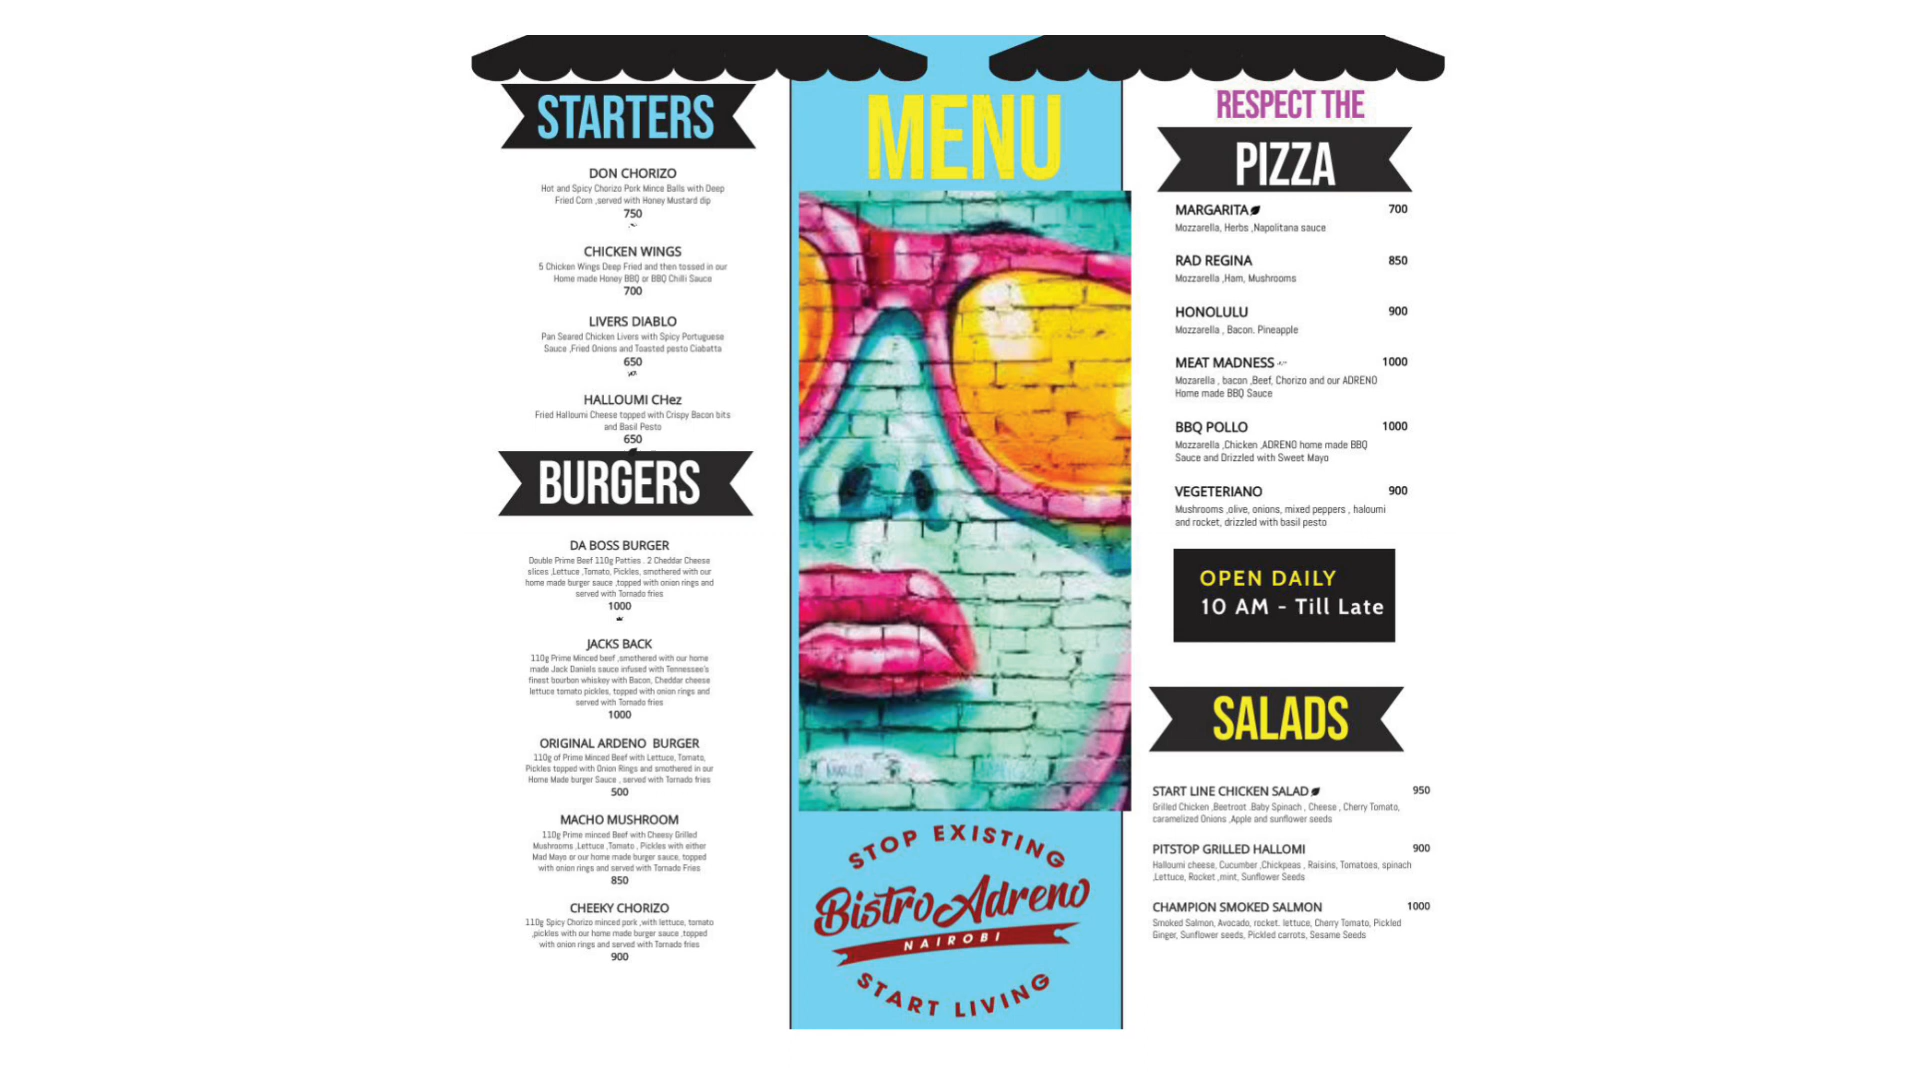 STARTERS
DON CHORIZO
Hot and Spicy Chorizo Pork Mince Balls with Deep
Fried Corn ,served with Honey Mustard dip
750
CHICKEN WINGS
5 Chicken Wings Deep Fried and then tossed in our
Home made Honey BBQ or BBQ Chilli Sauce
700
LIVERS DIABLO
Pan Seared Chicken Livers with Spicy Portuguese
Sauce ,Fried Onions and Toasted pesto Ciabatta
650
HALLOUMI CHez
Fried Halloumi Cheese topped with Crispy Bacon bits
and Basil Pesto
650
BURGERS
DA BOSS BURGER
Double Prime Beef 110g Patties . 2 Cheddar Cheese
slices ,Lettuce ,Tomato, Pickles, smothered with our
home made burger sauce ,topped with onion rings and
served with Tornado fries
1000
JACKS BACK
110g Prime Minced beef ,smothered with our home
made Jack Daniels sauce infused with Tennessee's
finest bourbon whiskey with Bacon, Cheddar cheese
lettuce tomato pickles, topped with onion rings and
served with Tornado fries
1000
ORIGINAL ARDENO BURGER
110g of Prime Minced Beef with Lettuce, Tomato,
Pickles topped with Onion Rings and smothered in our
Home Made burger Sauce , served with Tornado fries
500
MACHO MUSHROOM
110g Prime minced Beef with Cheesy Grilled
Mushrooms ,Lettuce ,Tomato , Pickles with either
Mad Mayo or our home made burger sauce, topped
with onion rings and served with Tornado Fries
850
CHEEKY CHORIZO
110g Spicy Chorizo minced pork ,with lettuce, tomato
,pickles with our home made burger sauce ,topped
with onion rings and served with Tornado fries
900
MENU
STOP EXISTING
Bistro Adreno
NAIROBI
START LIVING
RESPECT THE
PIZZA
MARGARITA 700
Mozzarella, Herbs ,Napolitana sauce
RAD REGINA 850
Mozzarella ,Ham, Mushrooms
HONOLULU 900
Mozzarella , Bacon. Pineapple
MEAT MADNESS 1000
Mozarella , bacon ,Beef, Chorizo and our ADRENO
Home made BBQ Sauce
BBQ POLLO 1000
Mozzarella ,Chicken ,ADRENO home made BBQ
Sauce and Drizzled with Sweet Mayo
VEGETERIANO 900
Mushrooms ,olive, onions, mixed peppers , haloumi
and rocket, drizzled with basil pesto
OPEN DAILY
10 AM - Till Late
SALADS
START LINE CHICKEN SALAD 950
Grilled Chicken ,Beetroot .Baby Spinach , Cheese , Cherry Tomato,
caramelized Onions ,Apple and sunflower seeds
PITSTOP GRILLED HALLOMI 900
Halloumi cheese, Cucumber ,Chickpeas , Raisins, Tomatoes, spinach
,Lettuce, Rocket ,mint, Sunflower Seeds
CHAMPION SMOKED SALMON 1000
Smoked Salmon, Avocado, rocket. lettuce, Cherry Tomato, Pickled
Ginger, Sunflower seeds, Pickled carrots, Sesame Seeds